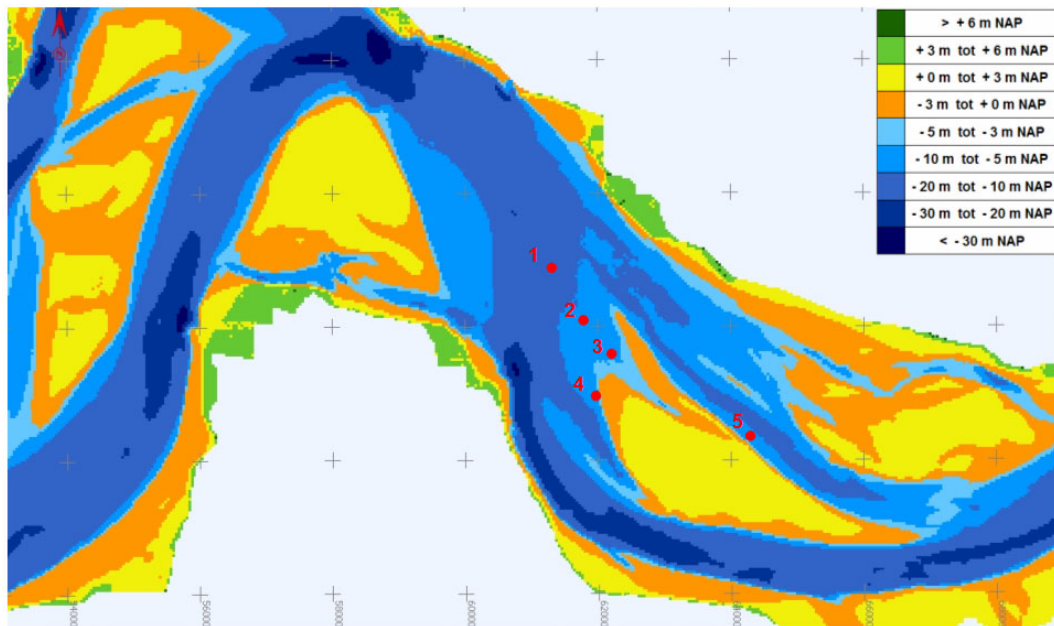 > + 6 m NAP
+ 3 m tot + 6 m NAP
+ 0 m tot + 3 m NAP
- 3 m tot + 0 m NAP
- 5 m tot - 3 m NAP
- 10 m tot - 5 m NAP
- 20 m tot - 10 m NAP
- 30 m tot - 20 m NAP
< - 30 m NAP
1
2
3
4
5